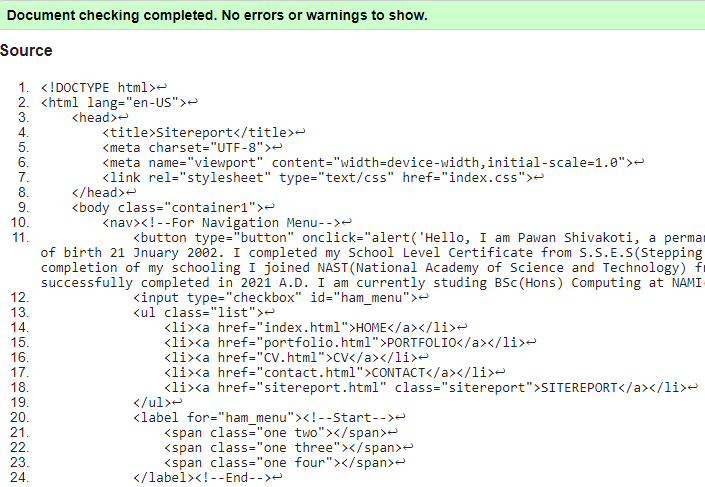 Document checking completed. No errors or warnings to show.
Source
1. <!DOCTYPE html>↩
2. <html lang="en-US">↩
3. <head>↩
4. <title>Sitereport</title>↩
5. <meta charset="UTF-8">↩
6. <meta name="viewport" content="width=device-width,initial-scale=1.0">↩
7. <link rel="stylesheet" type="text/css" href="index.css">↩
8. </head>↩
9. <body class="container1">↩
10. <nav><!--For Navigation Menu-->↩
11. <button type="button" onclick="alert('Hello, I am Pawan Shivakoti, a
of birth 21 Jnuary 2002. I completed my School Level Certificate from S.S.E.S(Stepping
completion of my schooling I joined NAST(National Academy of Science and Technology)
successfully completed in 2021 A.D. I am currently studing BSc(Hons) Computing at NAMI
12. <input type="checkbox" id="ham_menu">↩
13. <ul class="list">↩
14. <li><a href="index.html">HOME</a></li>↩
15. <li><a href="portfolio.html">PORTFOLIO</a></li>↩
16. <li><a href="CV.html">CV</a></li>↩
17. <li><a href="contact.html">CONTACT</a></li>↩
18. <li><a href="sitereport.html" class="sitereport">SITEREPORT</a></li>↩
19. </ul>↩
20. <label for="ham_menu"><!--Start-->↩
21. <span class="one two"></span>↩
22. <span class="one three"></span>↩
23. <span class="one four"></span>↩
24. </label><!--End-->↩